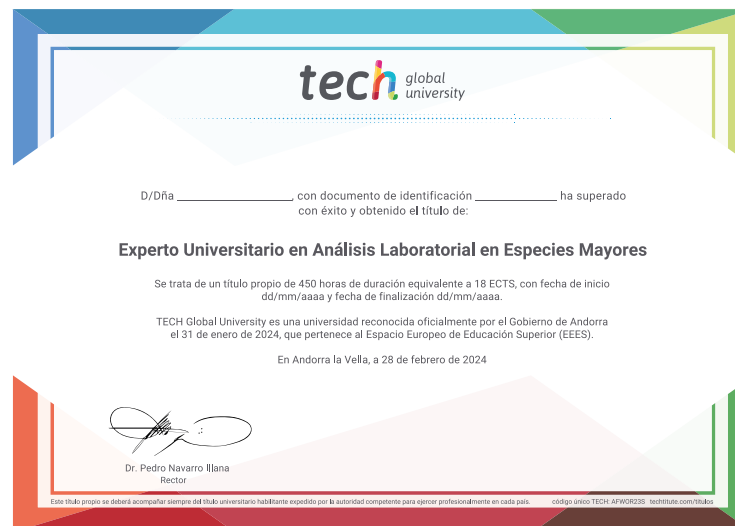 tech global
university
D/Dña ____________, con documento de identificación ____________ ha superado
con éxito y obtenido el título de:
Experto Universitario en Análisis Laboratorial en Especies Mayores
Se trata de un título propio de 450 horas de duración equivalente a 18 ECTS, con fecha de inicio
dd/mm/aaaa y fecha de finalización dd/mm/aaaa.
TECH Global University es una universidad reconocida oficialmente por el Gobierno de Andorra
el 31 de enero de 2024, que pertenece al Espacio Europeo de Educación Superior (EEES).
En Andorra la Vella, a 28 de febrero de 2024
Dr. Pedro Navarro Illana
Rector
Este título propio se deberá acompañar siempre del título universitario habilitante expedido por la autoridad competente para ejercer profesionalmente en cada país. código único TECH: AFWOR23S techtitute.com/titulos